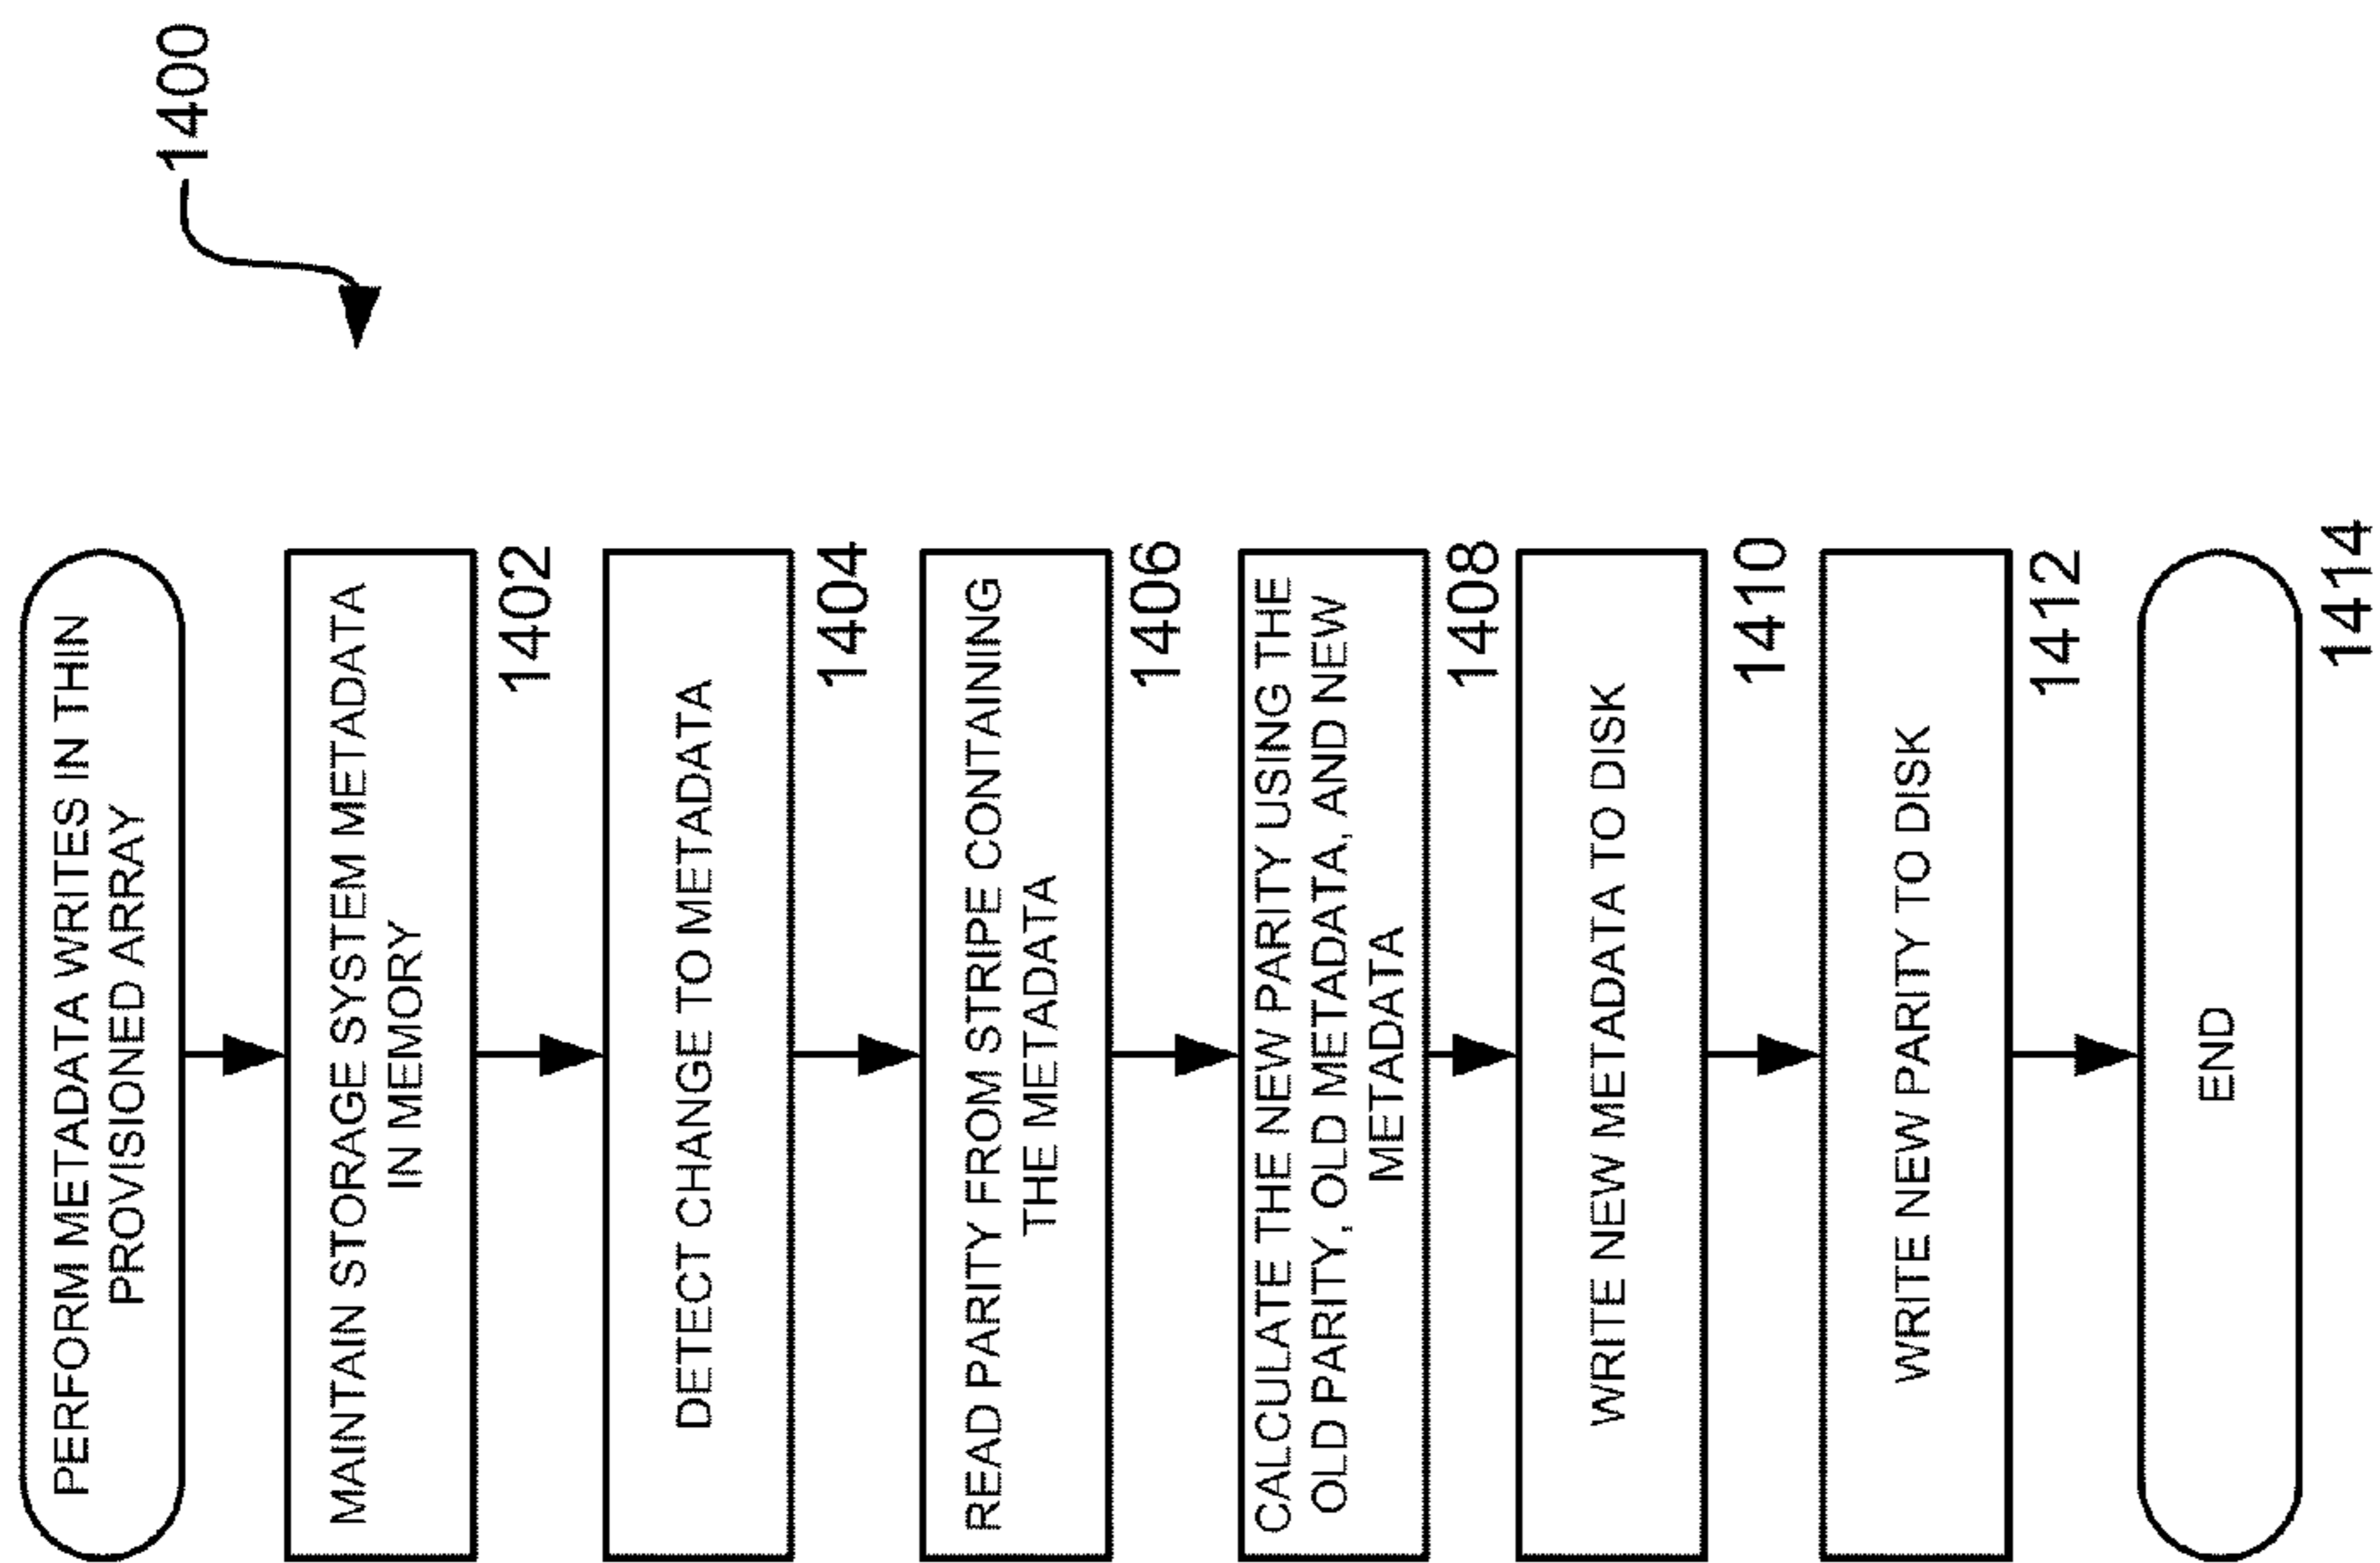 1400
PERFORM METADATA WRITES IN THIN
PROVISIONED ARRAY
MAINTAIN STORAGE SYSTEM METADATA
IN MEMORY
1402
DETECT CHANGE TO METADATA
1404
READ PARITY FROM STRIPE CONTAINING
THE METADATA
1406
CALCULATE THE NEW PARITY USING THE
OLD PARITY, OLD METADATA, AND NEW
METADATA
1408
WRITE NEW METADATA TO DISK
1410
WRITE NEW PARITY TO DISK
1412
END
1414